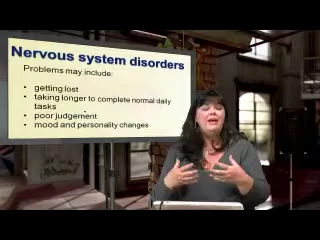 Nervous system disorders
Problems may include:
• getting lost
• taking longer to complete normal daily
tasks
• poor judgement
• mood and personality changes